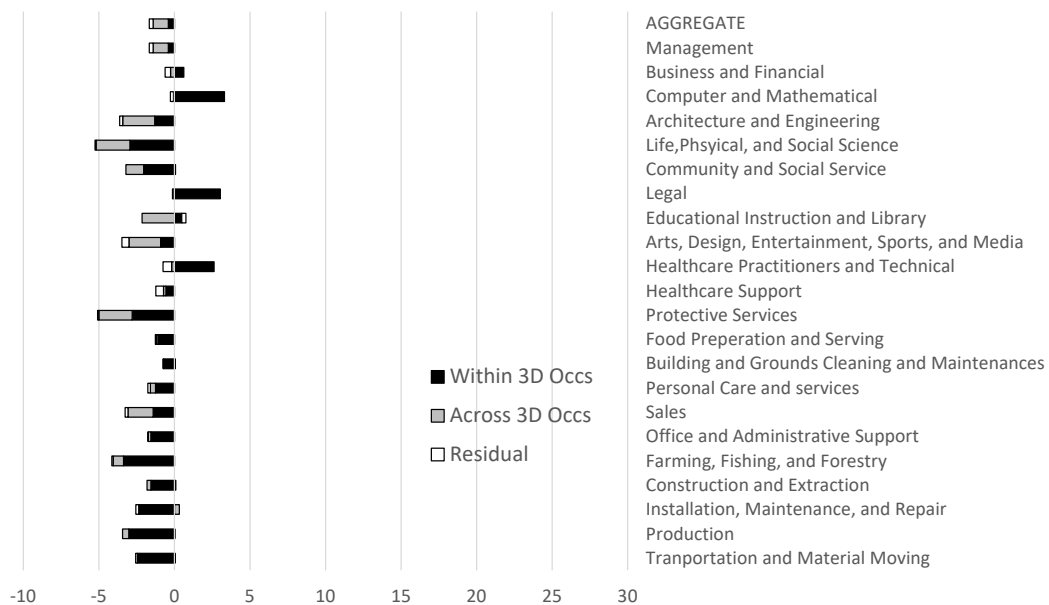 AGGREGATE
Management
Business and Financial
Computer and Mathematical
Architecture and Engineering
Life,Phsyical, and Social Science
Community and Social Service
Legal
Educational Instruction and Library
Arts, Design, Entertainment, Sports, and Media
Healthcare Practitioners and Technical
Healthcare Support
Protective Services
Food Preperation and Serving
Building and Grounds Cleaning and Maintenances
Personal Care and services
Sales
Office and Administrative Support
Farming, Fishing, and Forestry
Construction and Extraction
Installation, Maintenance, and Repair
Production
Tranportation and Material Moving
Within 3D Occs
Across 3D Occs
Residual
-10 -5 0 5 10 15 20 25 30